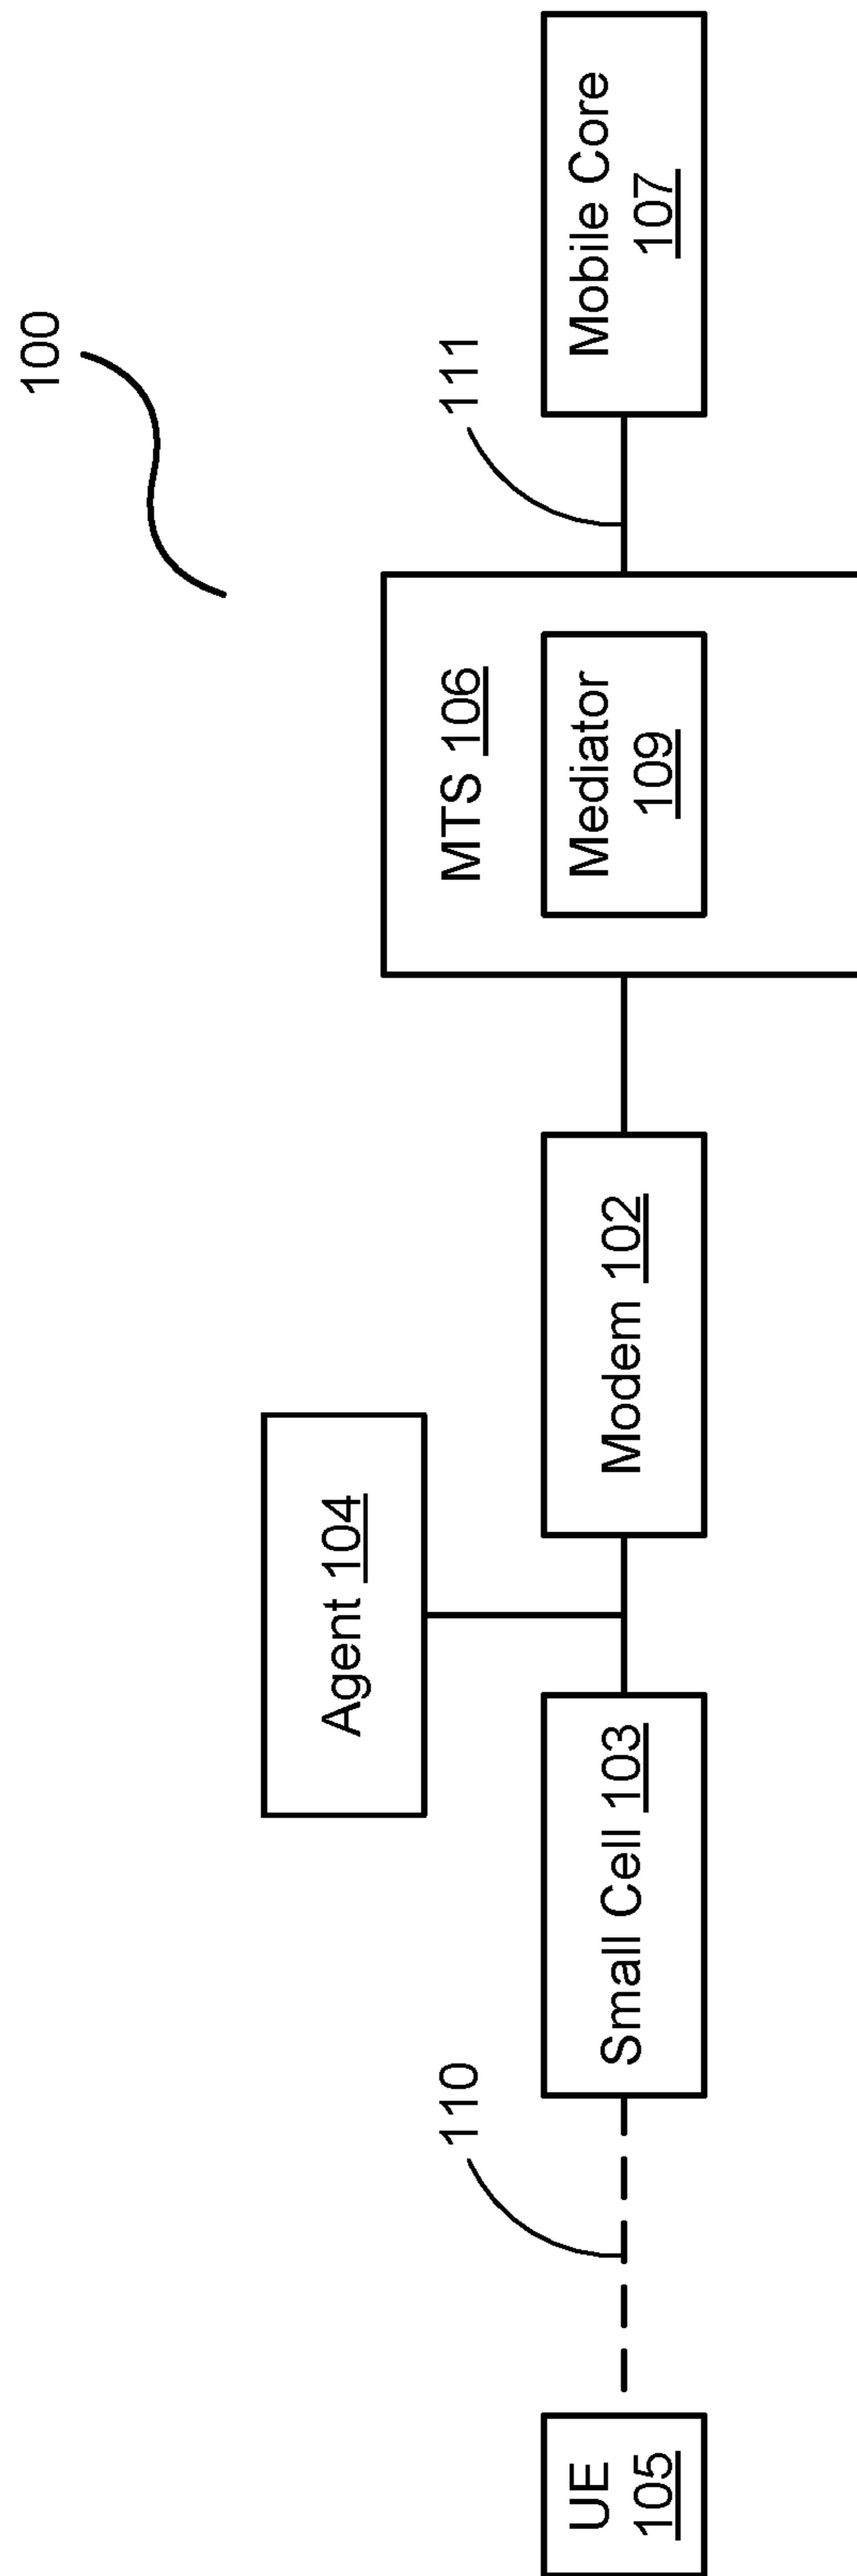 100
Agent 104
110
111
UE
105
Small Cell 103
Modem 102
MTS 106
Mediator
109
Mobile Core
107